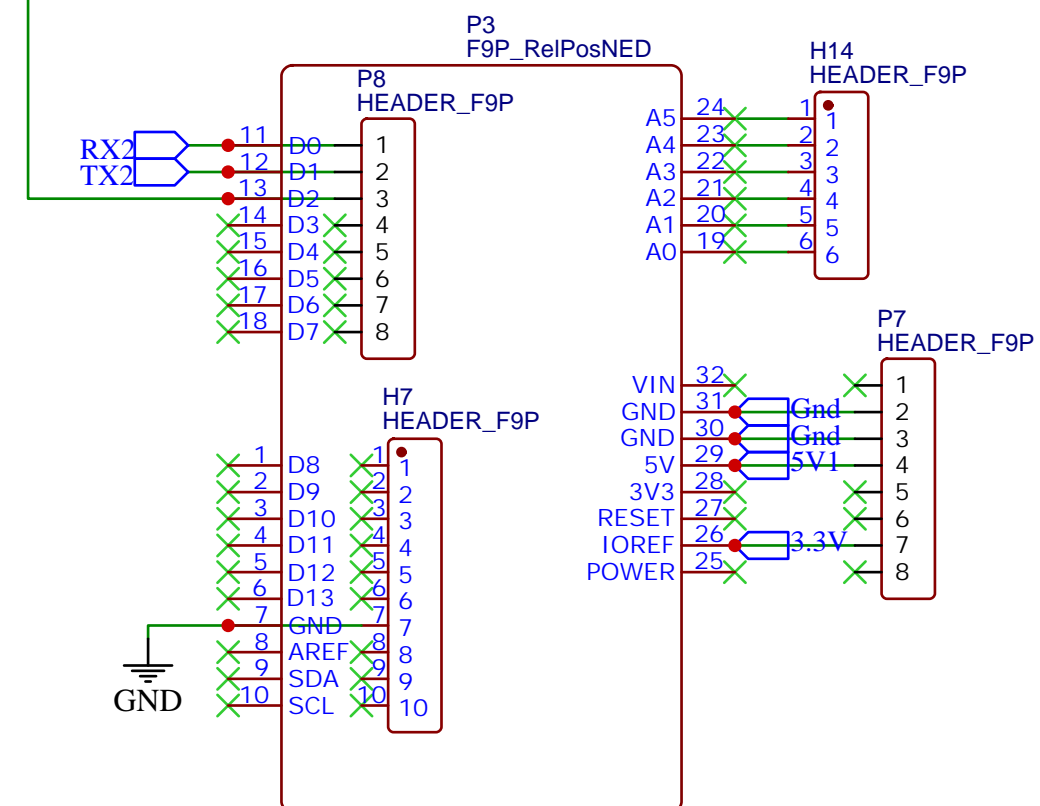 P3
F9P_RelPosNED
P8
HEADER_F9P
RX2
TX2
11 D0 1
12 D1 2
13 D2 3
14 D3 4
15 D4 5
16 D5 6
17 D6 7
18 D7 8
H14
HEADER_F9P
A5 24 1 1
A4 23 2 2
A3 22 3 3
A2 21 4 4
A1 20 5 5
A0 19 6 6
P7
HEADER_F9P
VIN 32 1
GND 31 Gnd 2
GND 30 Gnd 3
5V 29 5V1 4
3V3 28 5
RESET 27 6
IOREF 26 3.3V 7
POWER 25 8
H7
HEADER_F9P
1 D8 1 1
2 D9 2 2
3 D10 3 3
4 D11 4 4
5 D12 5 5
6 D13 6 6
7 GND 7 7
8 AREF 8 8
9 SDA 9 9
10 SCL 10 10
GND